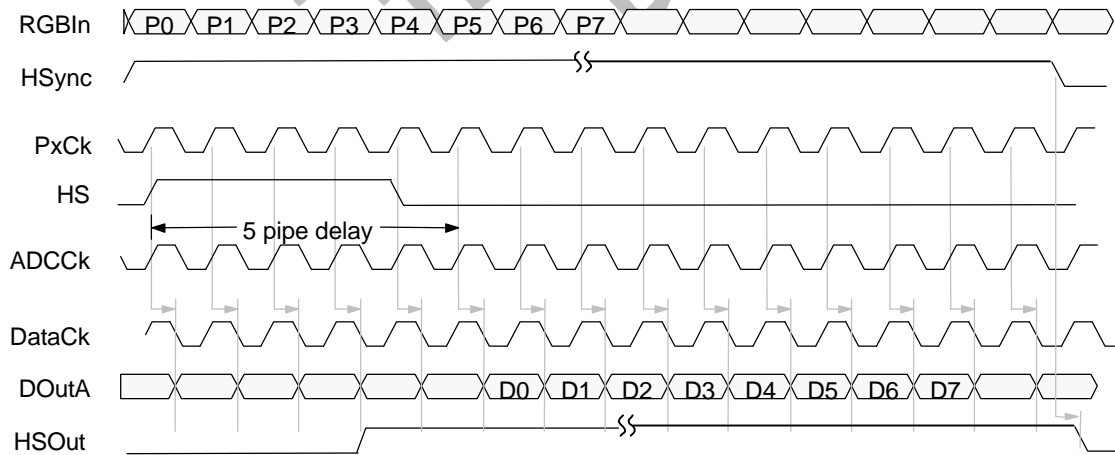 RGBIn P0 P1 P2 P3 P4 P5 P6 P7
HSync
PxCk
HS
5 pipe delay
ADCCk
DataCk
DOutA D0 D1 D2 D3 D4 D5 D6 D7
HSOut